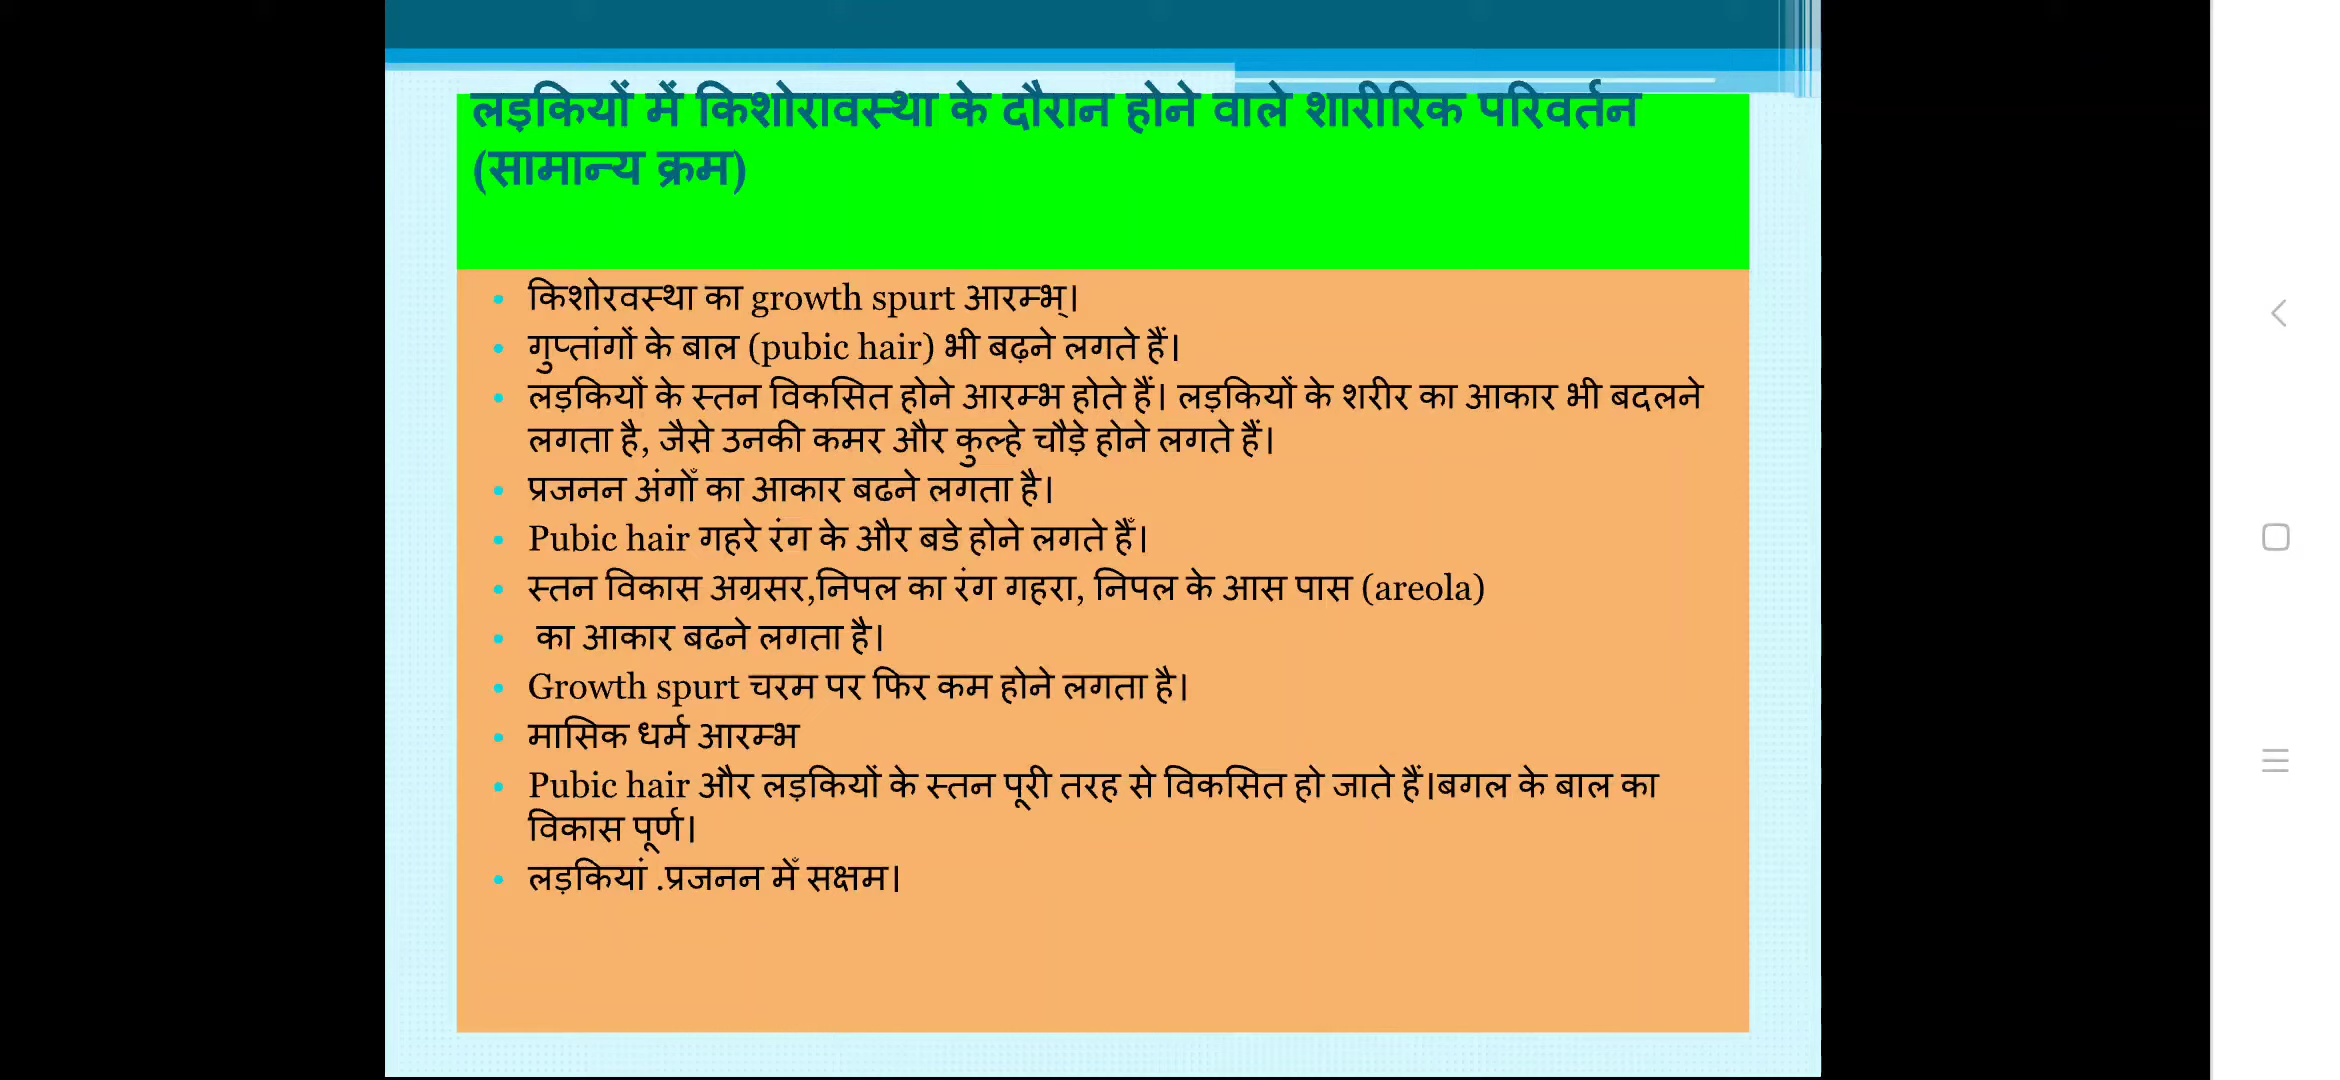 लड़कियों में किशोरावस्था के दौरान होने वाले शारीरिक परिवर्तन
(सामान्य क्रम)
• किशोरवस्था का growth spurt आरम्भ्।
• गुप्तांगों के बाल (pubic hair) भी बढ़ने लगते हैं।
• लड़कियों के स्तन विकसित होने आरम्भ होते हैं। लड़कियों के शरीर का आकार भी बदलने
लगता है, जैसे उनकी कमर और कुल्हे चौड़े होने लगते हैं।
• प्रजनन अंगोँ का आकार बढने लगता है।
• Pubic hair गहरे रंग के और बडे होने लगते हैँ।
• स्तन विकास अग्रसर,निपल का रंग गहरा, निपल के आस पास (areola)
• का आकार बढने लगता है।
• Growth spurt चरम पर फिर कम होने लगता है।
• मासिक धर्म आरम्भ
• Pubic hair और लड़कियों के स्तन पूरी तरह से विकसित हो जाते हैं।बगल के बाल का
विकास पूर्ण।
• लड़कियां .प्रजनन मेँ सक्षम।